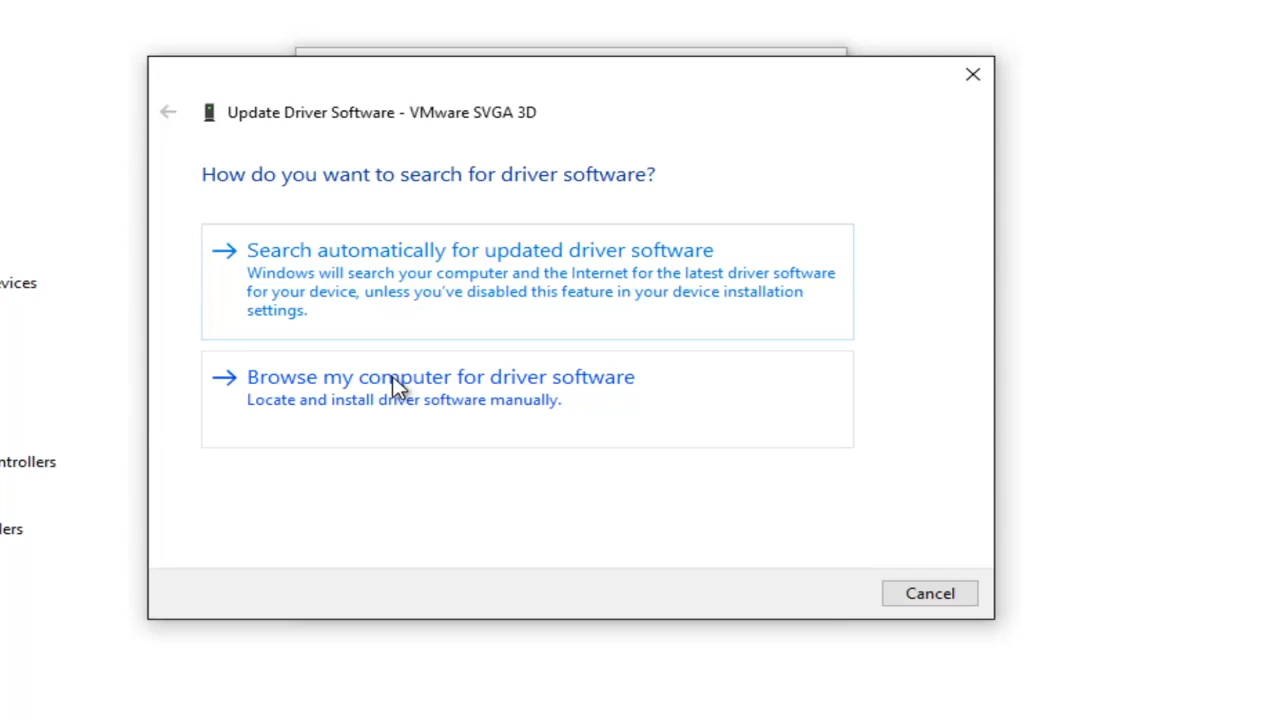 Update Driver Software - VMware SVGA 3D
How do you want to search for driver software?
Search automatically for updated driver software
Windows will search your computer and the Internet for the latest driver software
for your device, unless you've disabled this feature in your device installation
settings.
vices
Browse my computer for driver software
Locate and install driver software manually.
ntrollers
lers
Cancel